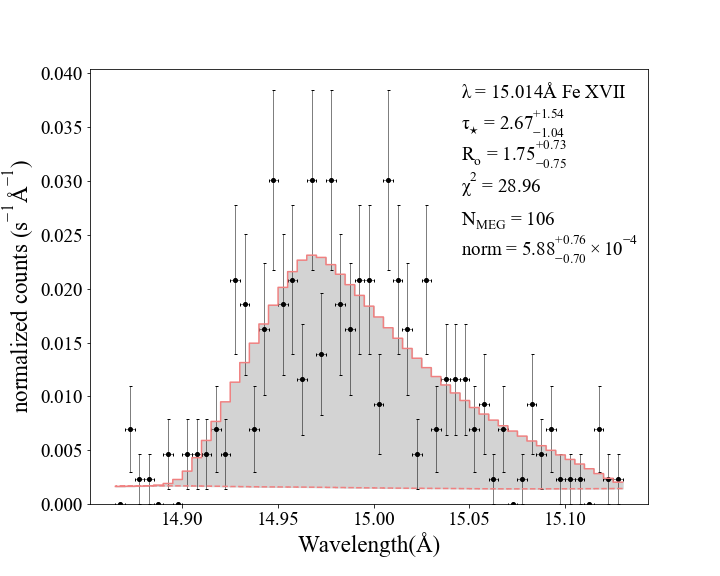 0.040
0.035
0.030
0.025
0.020
0.015
0.010
0.005
0.000
normalized counts (s⁻¹ Å⁻¹)
λ = 15.014Å Fe XVII
τ⋆ = 2.67 +1.54 −1.04
Rₒ = 1.75 +0.73 −0.75
χ² = 28.96
N_MEG = 106
norm = 5.88 +0.76 −0.70 × 10⁻⁴
14.90 14.95 15.00 15.05 15.10
Wavelength(Å)